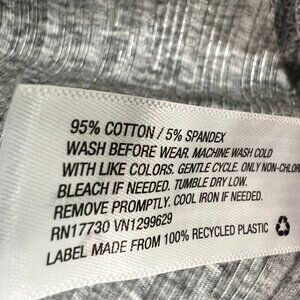 95% COTTON / 5% SPANDEX
WASH BEFORE WEAR. MACHINE WASH COLD
WITH LIKE COLORS. GENTLE CYCLE. ONLY NON-CHLOR
BLEACH IF NEEDED. TUMBLE DRY LOW.
REMOVE PROMPTLY. COOL IRON IF NEEDED.
RN17730 VN1299629
LABEL MADE FROM 100% RECYCLED PLASTIC